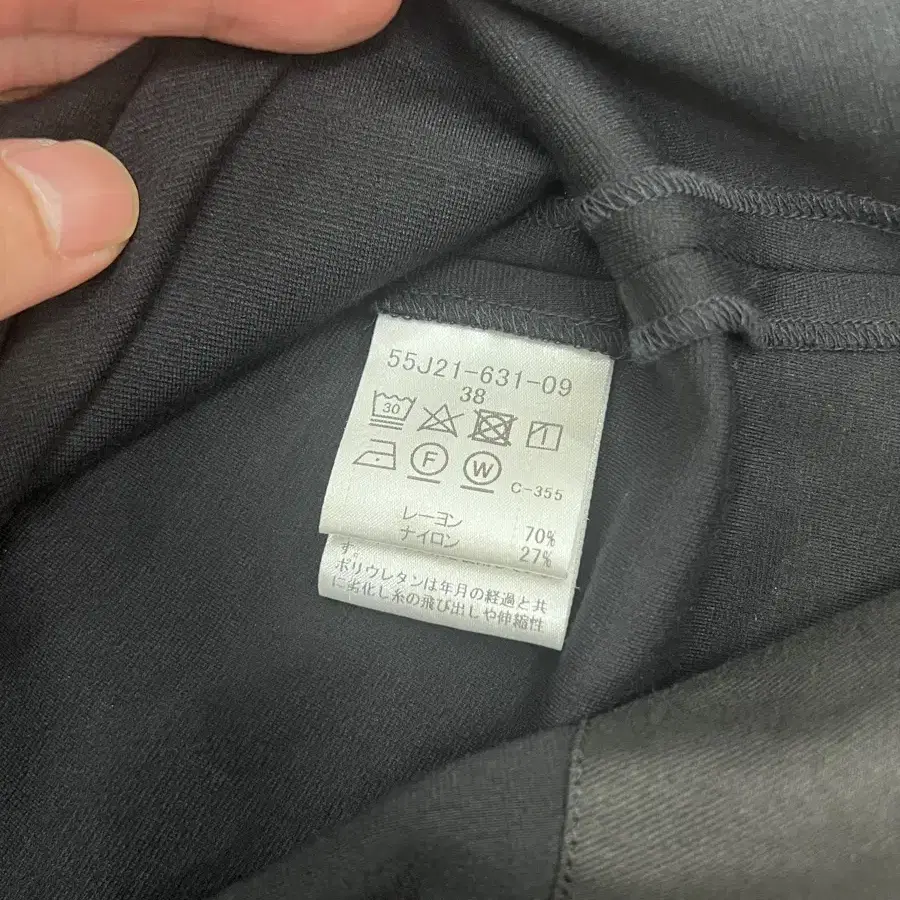 55J21-631-09
38
30
1
F W C-355
レーヨン 70%
ナイロン 27%
す。
ポリウレタンは年月の経過と共
に劣化し糸の飛び出しや伸縮性